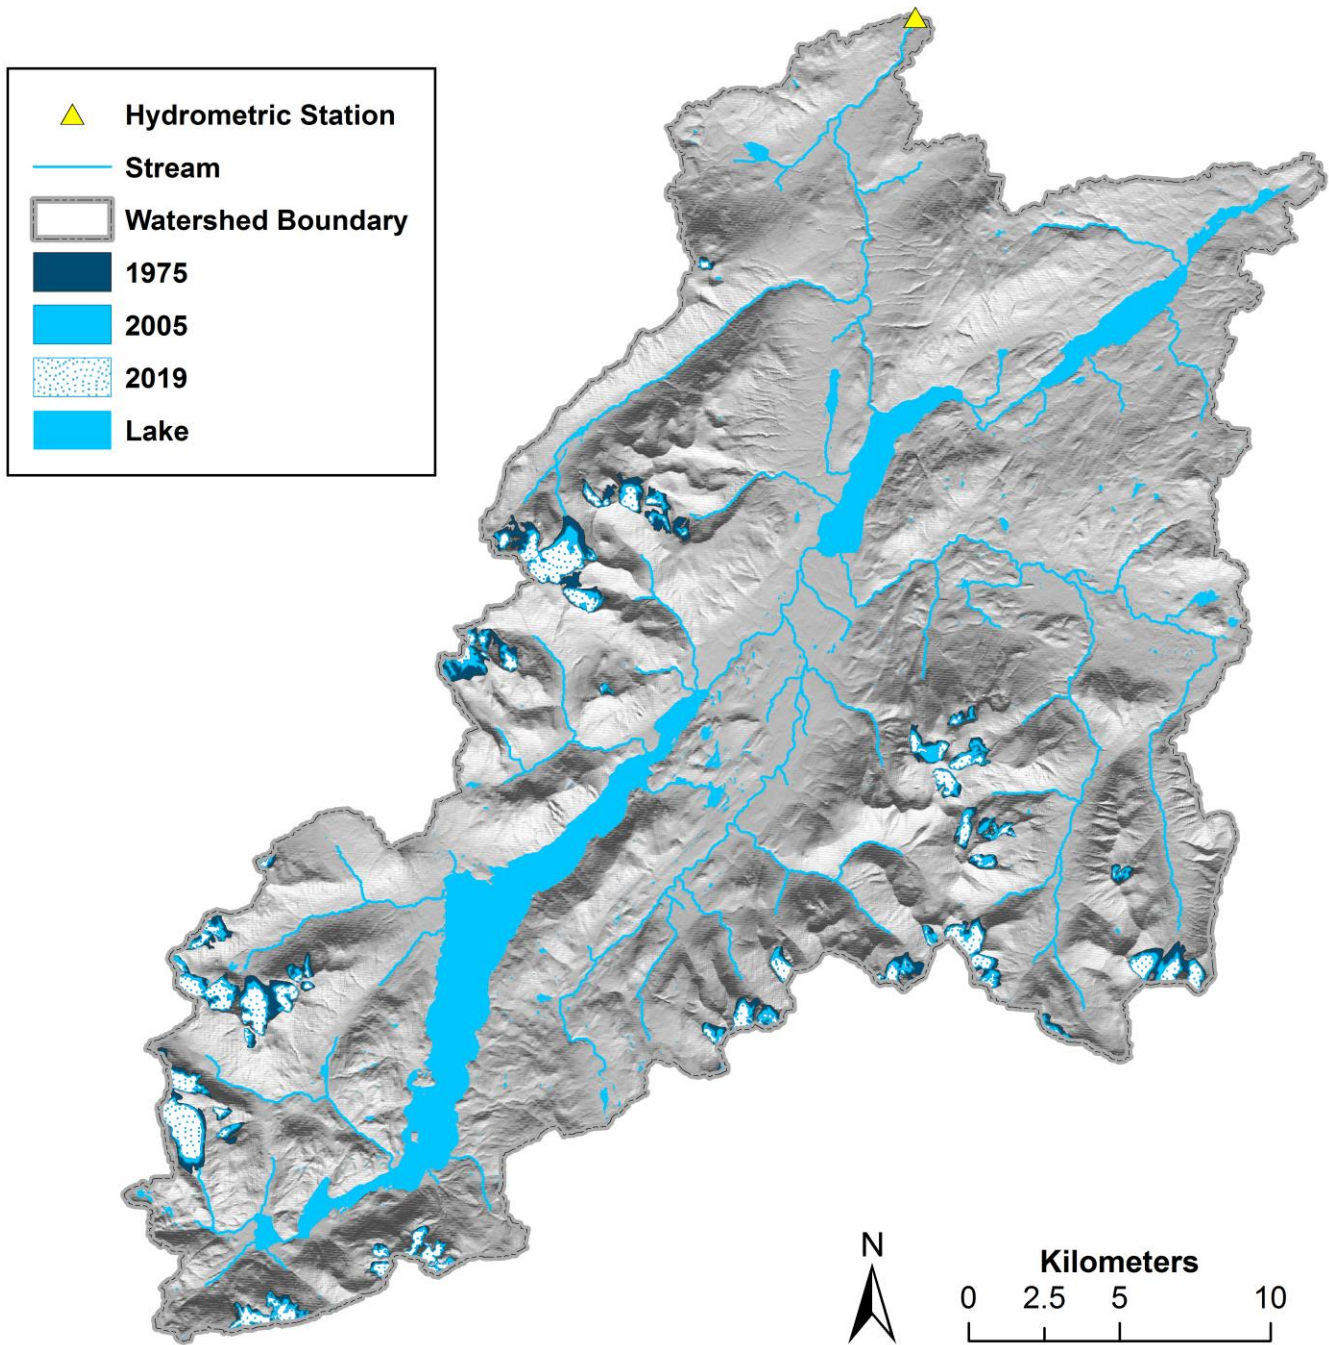 Hydrometric Station
Stream
Watershed Boundary
1975
2005
2019
Lake
N
Kilometers
0 2.5 5 10